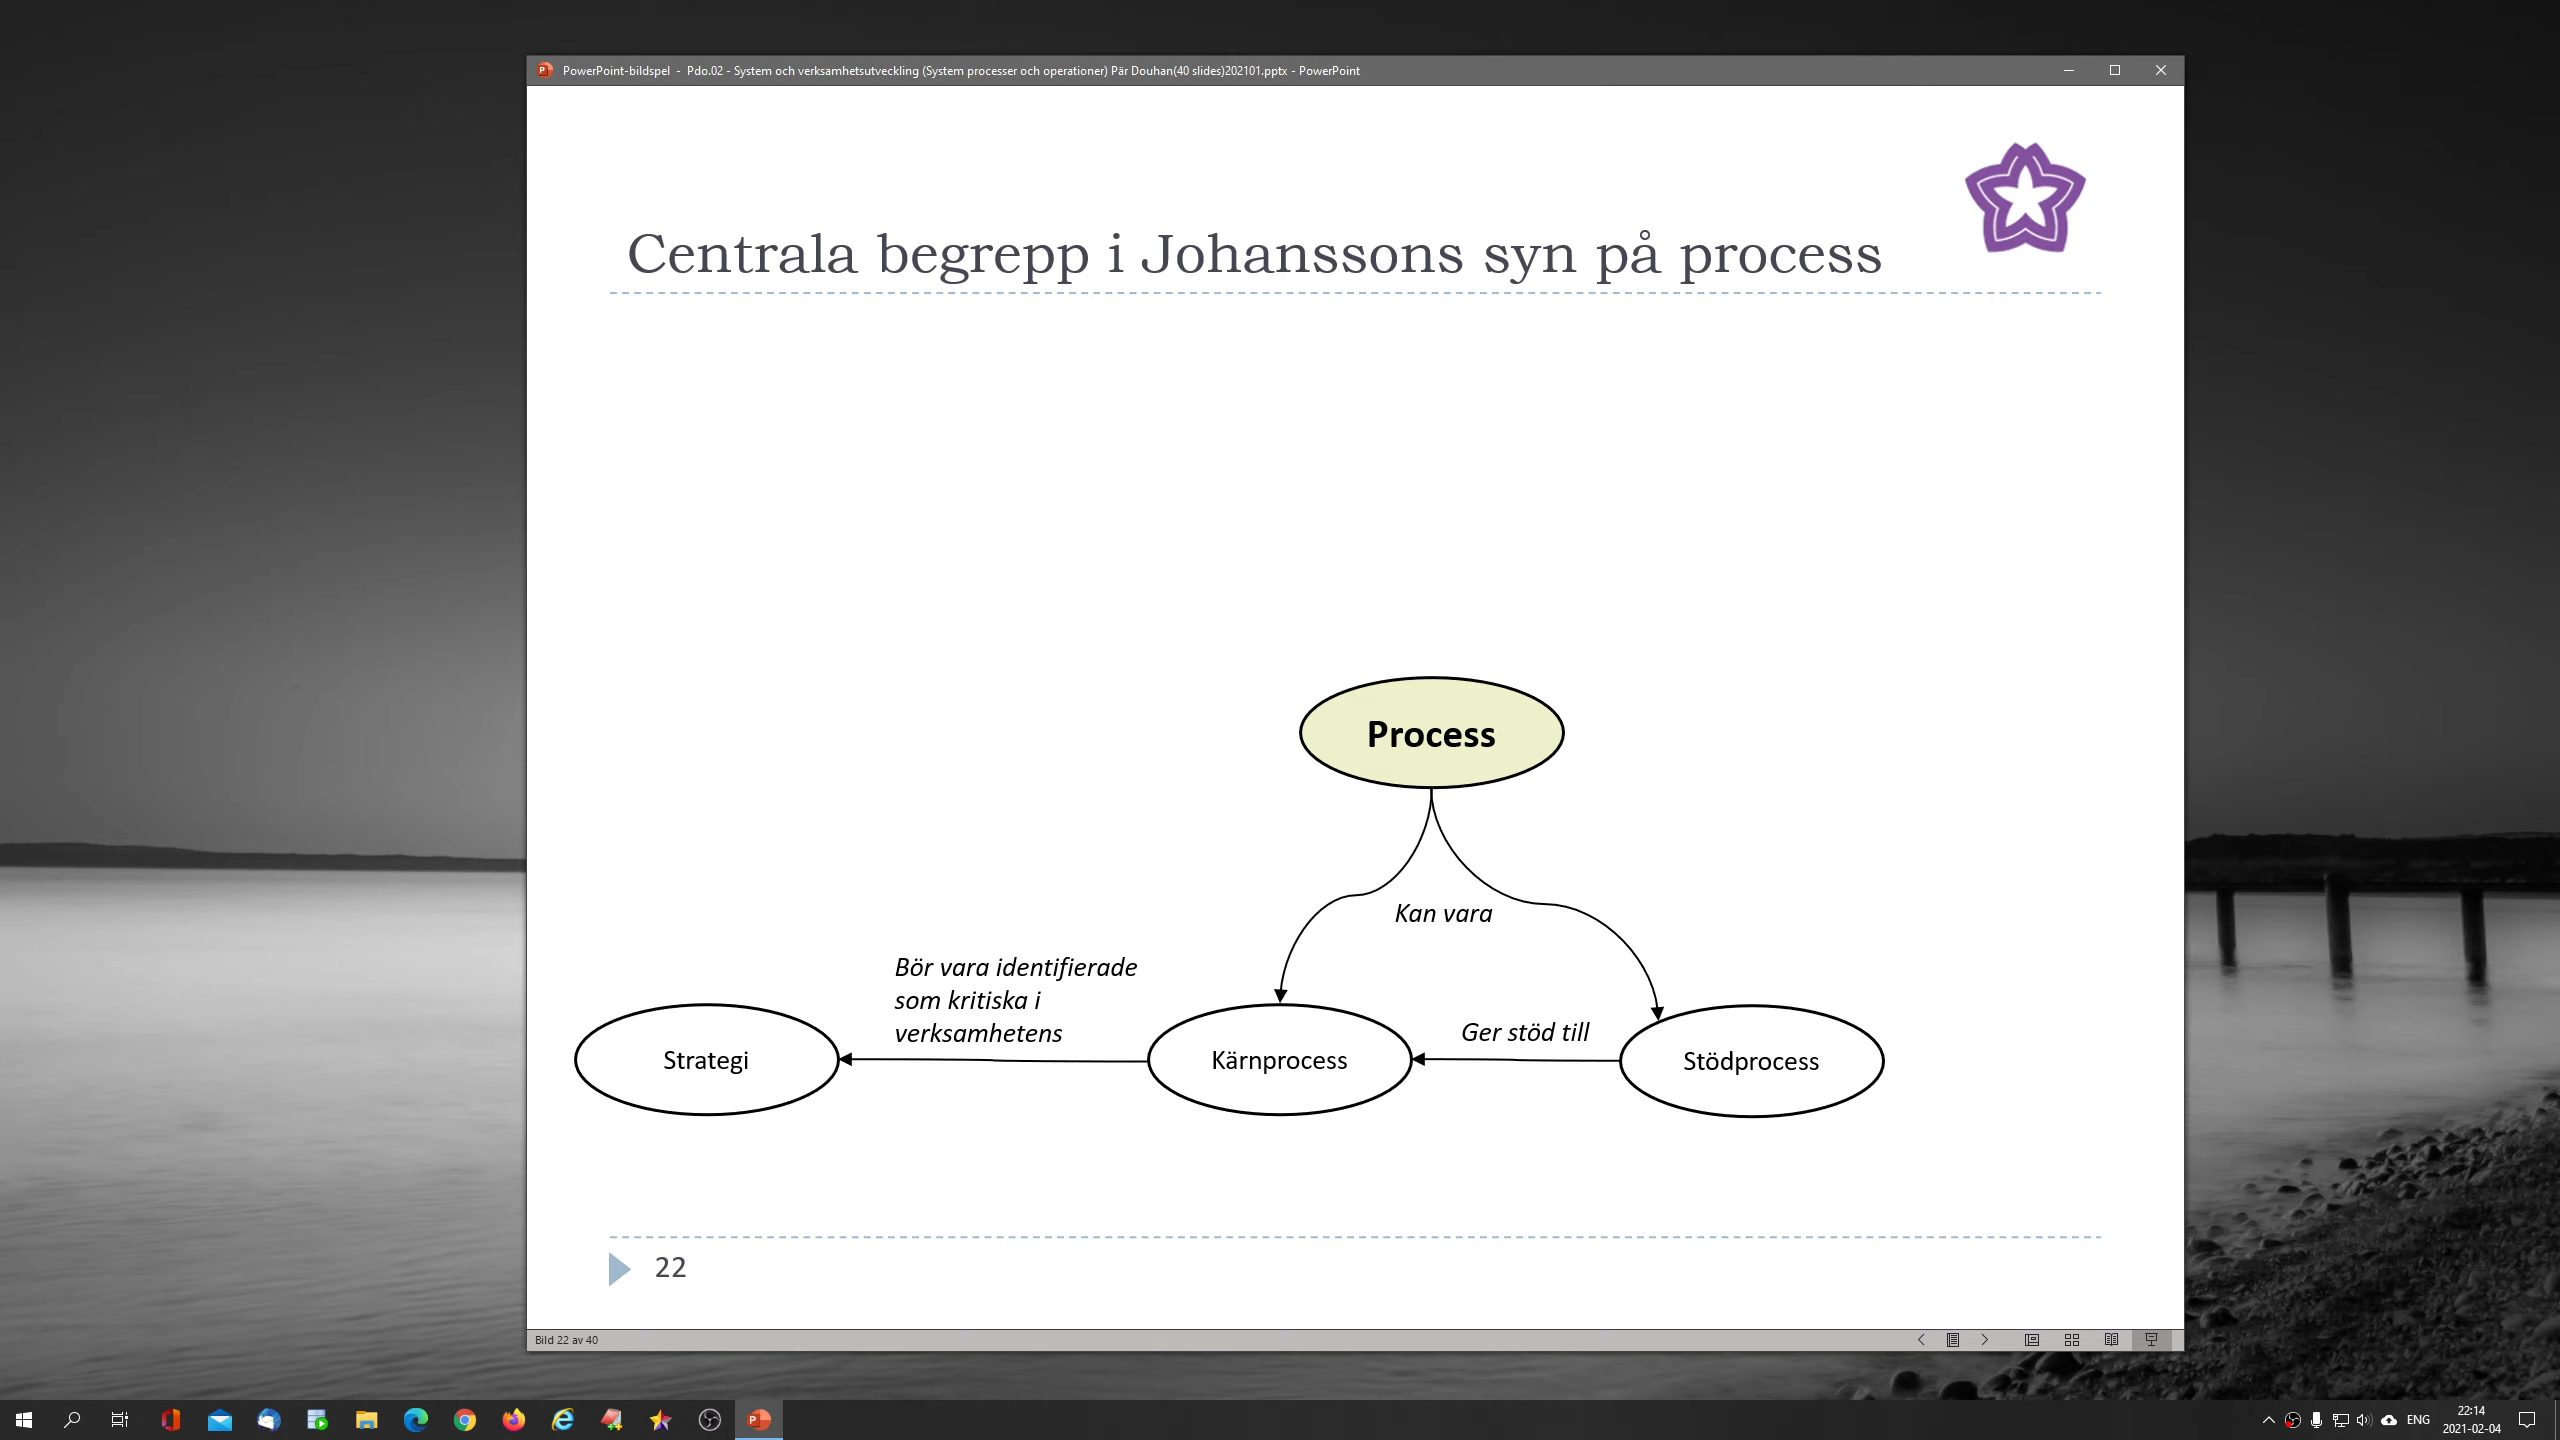 PowerPoint-bildspel - Pdo.02 - System och verksamhetsutveckling (System processer och operationer) Pär Douhan(40 slides)202101.pptx - PowerPoint
Centrala begrepp i Johanssons syn på process
Process
Kan vara
Bör vara identifierade
som kritiska i
verksamhetens
Ger stöd till
Strategi
Kärnprocess
Stödprocess
22
Bild 22 av 40
ENG
22:14
2021-02-04